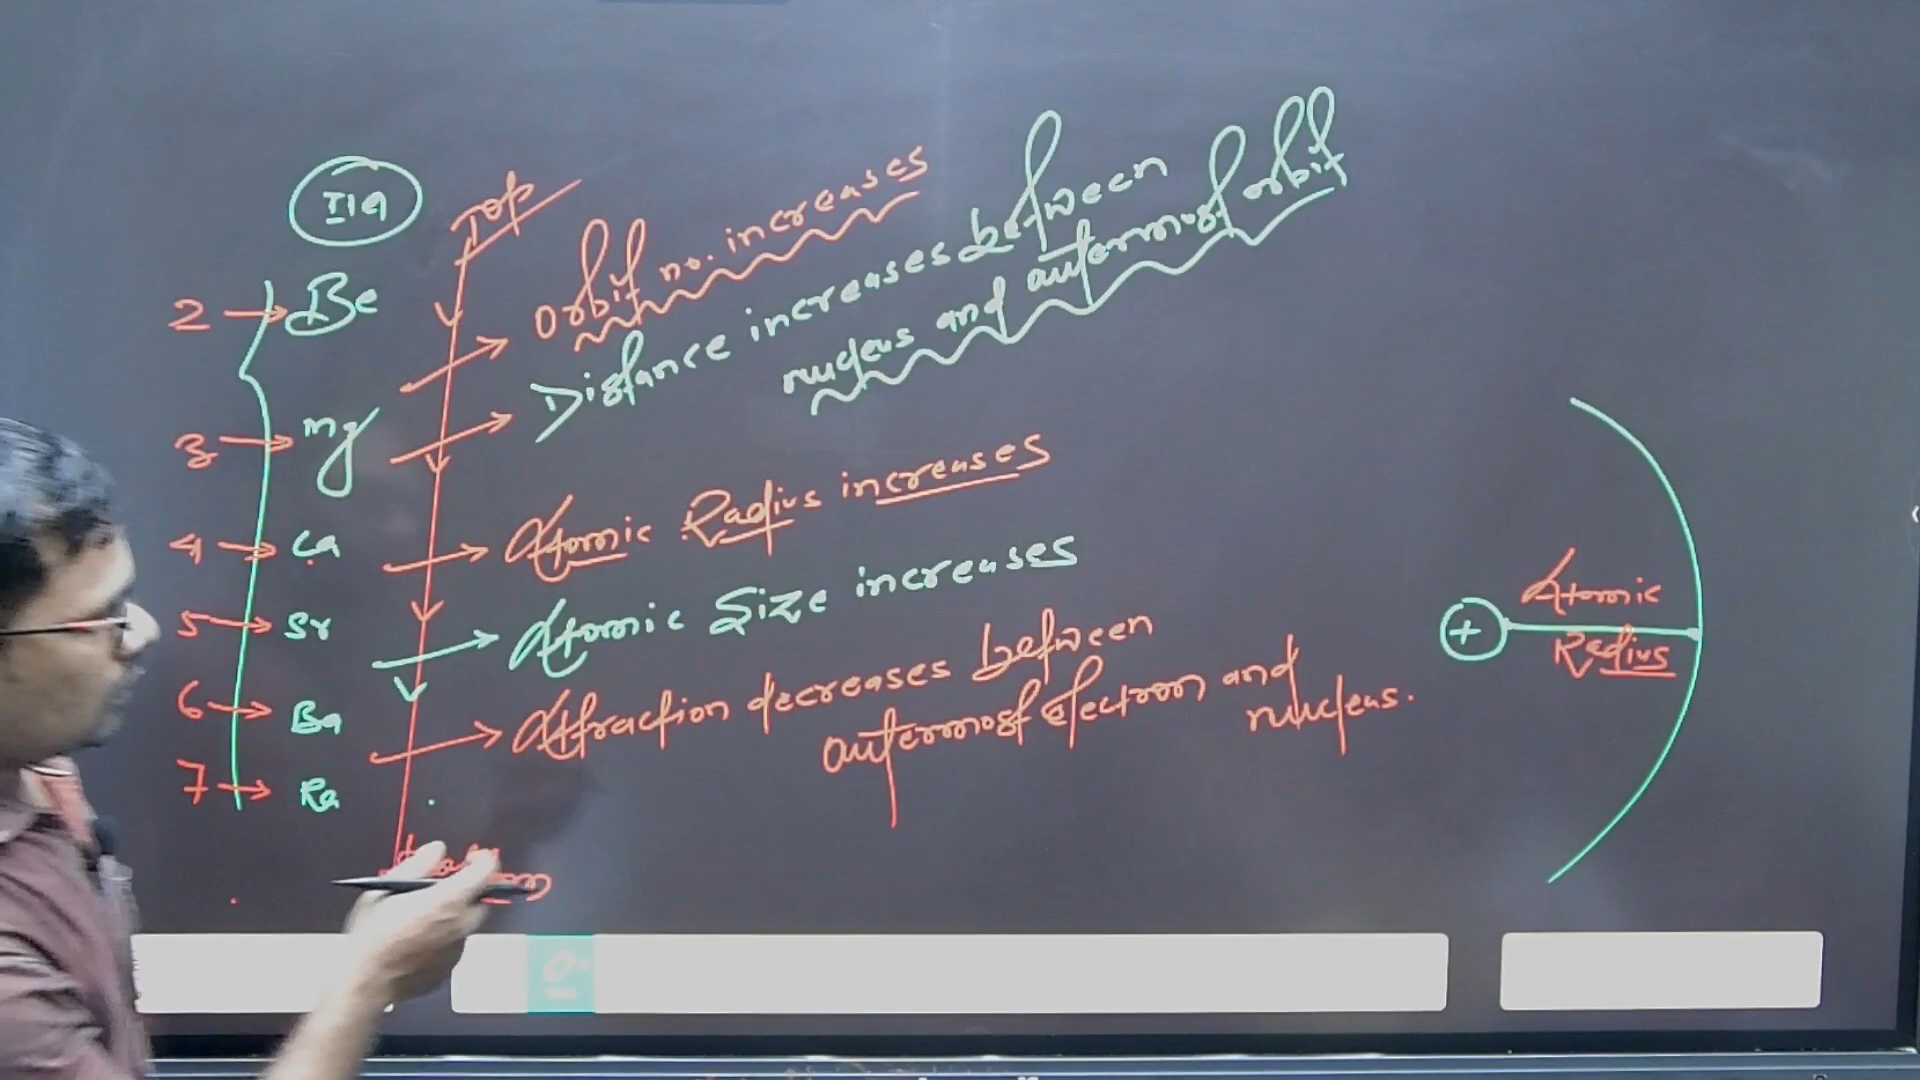 IIA
Top
2 → Be
3 → Mg
4 → Ca
5 → Sr
6 → Ba
7 → Ra
→ Orbit no. increases
→ Distance increases between
nucleus and outermost orbit
→ Atomic Radius increases
→ Atomic Size increases
→ Attraction decreases between
outermost electron and
nucleus.
+
Atomic
Radius